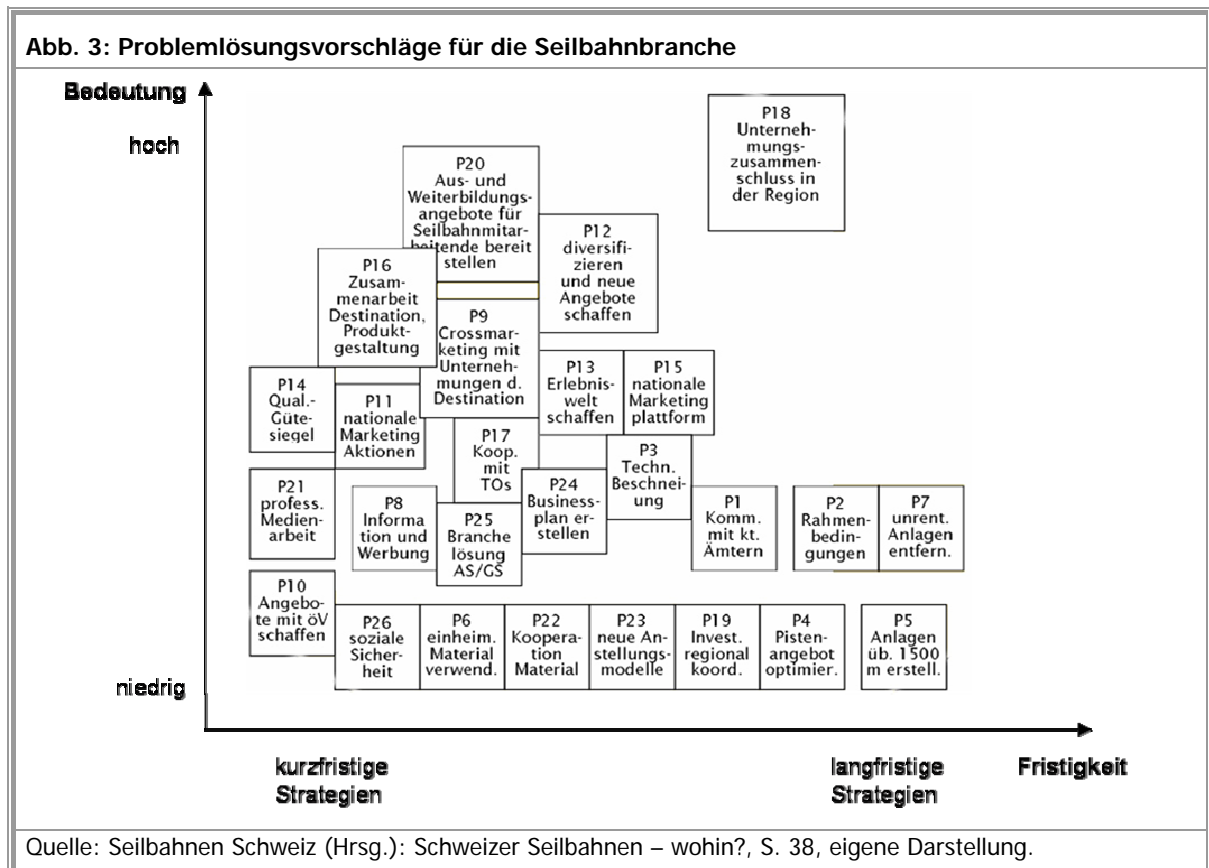 Abb. 3: Problemlösungsvorschläge für die Seilbahnbranche
Bedeutung
hoch
P18
Unterneh-
mungs-
zusammen-
schluss in
der Region
P20
Aus- und
Weiterbildungs-
angebote für
Seilbahnmitar-
beitende bereit
stellen
P12
diversifi-
zieren
und neue
Angebote
schaffen
P16
Zusam-
menarbeit
Destination,
Produkt-
gestaltung
P9
Crossmar-
keting mit
Unterneh-
mungen d.
Destination
P13
Erlebnis-
welt
schaffen
P15
nationale
Marketing
plattform
P14
Qual.-
Güte-
siegel
P11
nationale
Marketing
Aktionen
P17
Koop.
mit
TOs
P3
Techn.
Beschnei-
ung
P21
profess.
Medien-
arbeit
P8
Informa
tion und
Werbung
P25
Branche
lösung
AS/GS
P24
Business-
plan er-
stellen
P1
Komm.
mit kt.
Ämtern
P2
Rahmen-
bedin-
gungen
P7
unrent.
Anlagen
entfern.
P10
Angebo-
te mit öV
schaffen
P26
soziale
Sicher-
heit
P6
einheim.
Material
verwend.
P22
Koopera-
tion
Material
P23
neue An-
stellungs-
modelle
P19
Invest.
regional
koord.
P4
Pisten-
angebot
optimier.
P5
Anlagen
üb. 1500
m erstell.
niedrig
kurzfristige
Strategien
langfristige
Strategien
Fristigkeit
Quelle: Seilbahnen Schweiz (Hrsg.): Schweizer Seilbahnen – wohin?, S. 38, eigene Darstellung.